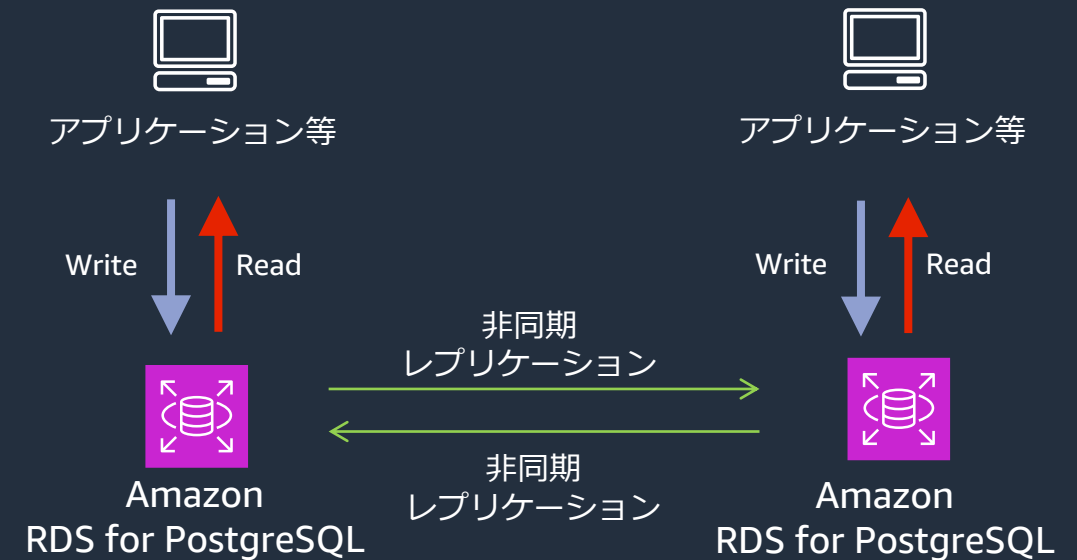 アプリケーション等
アプリケーション等
Write
Read
Write
Read
非同期
レプリケーション
非同期
レプリケーション
Amazon
RDS for PostgreSQL
Amazon
RDS for PostgreSQL